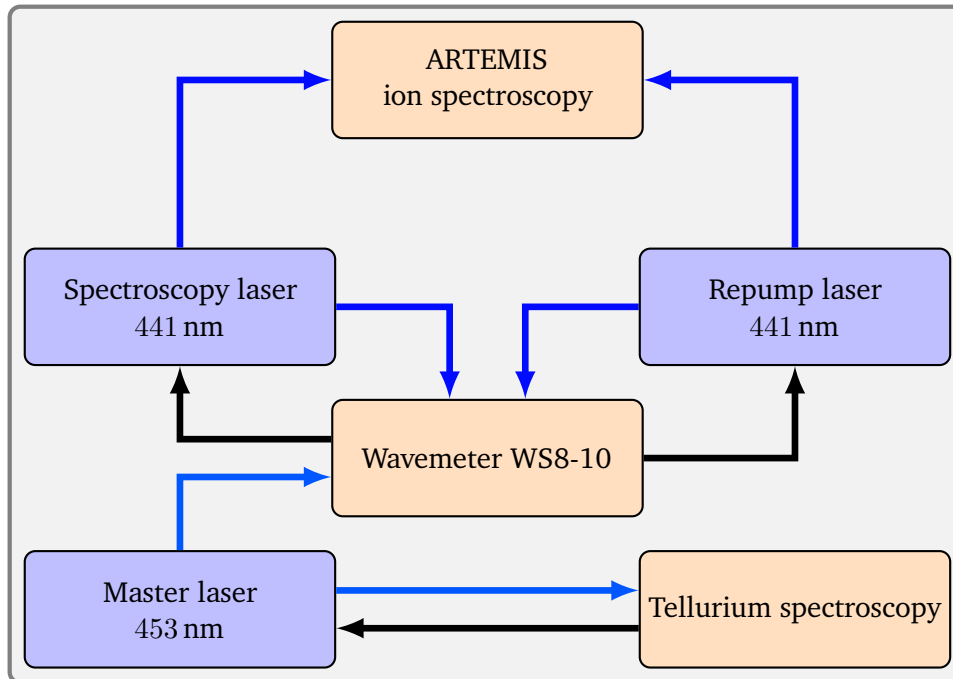 ARTEMIS
ion spectroscopy
Spectroscopy laser
441 nm
Repump laser
441 nm
Wavemeter WS8-10
Master laser
453 nm
Tellurium spectroscopy